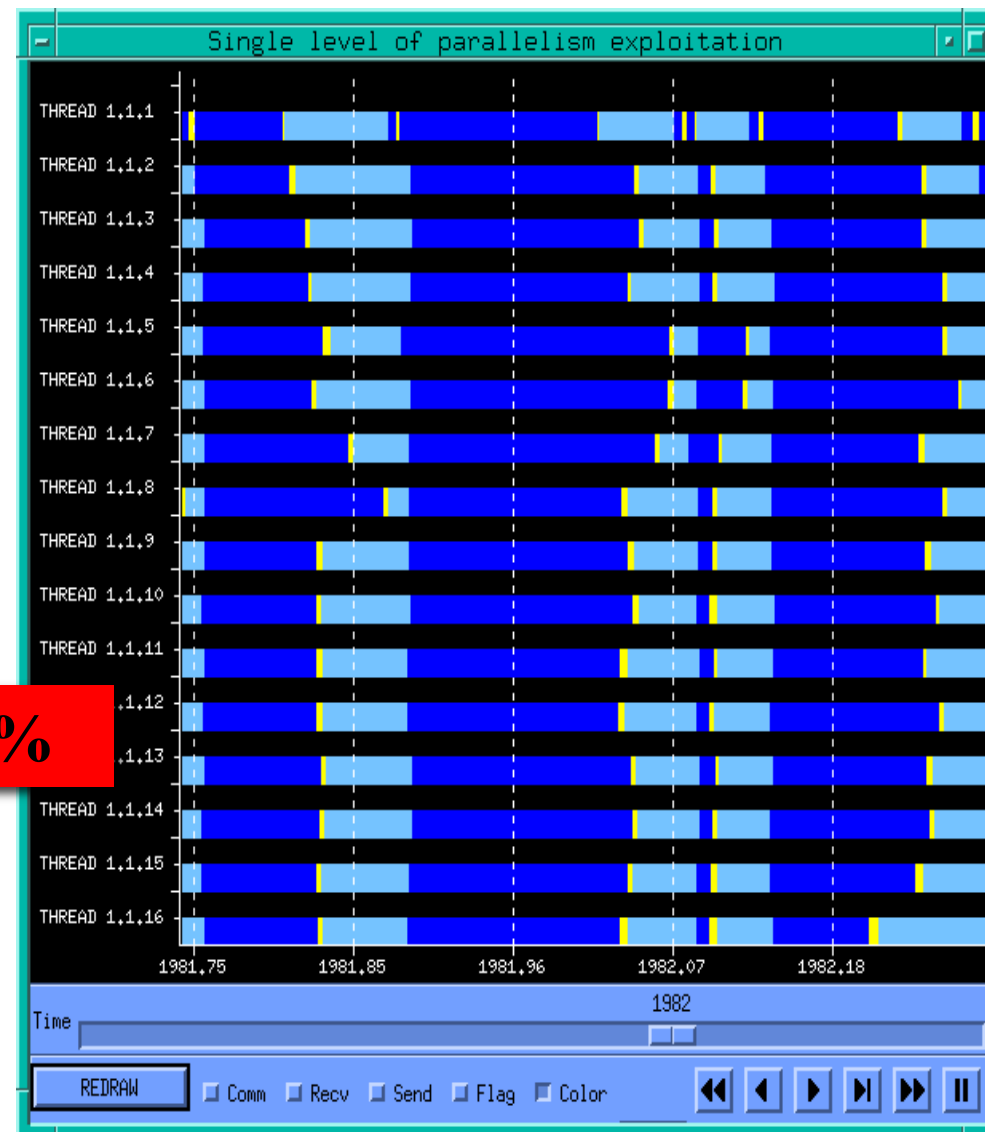 Single level of parallelism exploitation
THREAD 1.1.1
THREAD 1.1.2
THREAD 1.1.3
THREAD 1.1.4
THREAD 1.1.5
THREAD 1.1.6
THREAD 1.1.7
THREAD 1.1.8
THREAD 1.1.9
THREAD 1.1.10
THREAD 1.1.11
.1.12
%
.1.13
THREAD 1.1.14
THREAD 1.1.15
THREAD 1.1.16
1981.75 1981.85 1981.96 1982.07 1982.18
1982
Time
REDRAW Comm Recv Send Flag Color